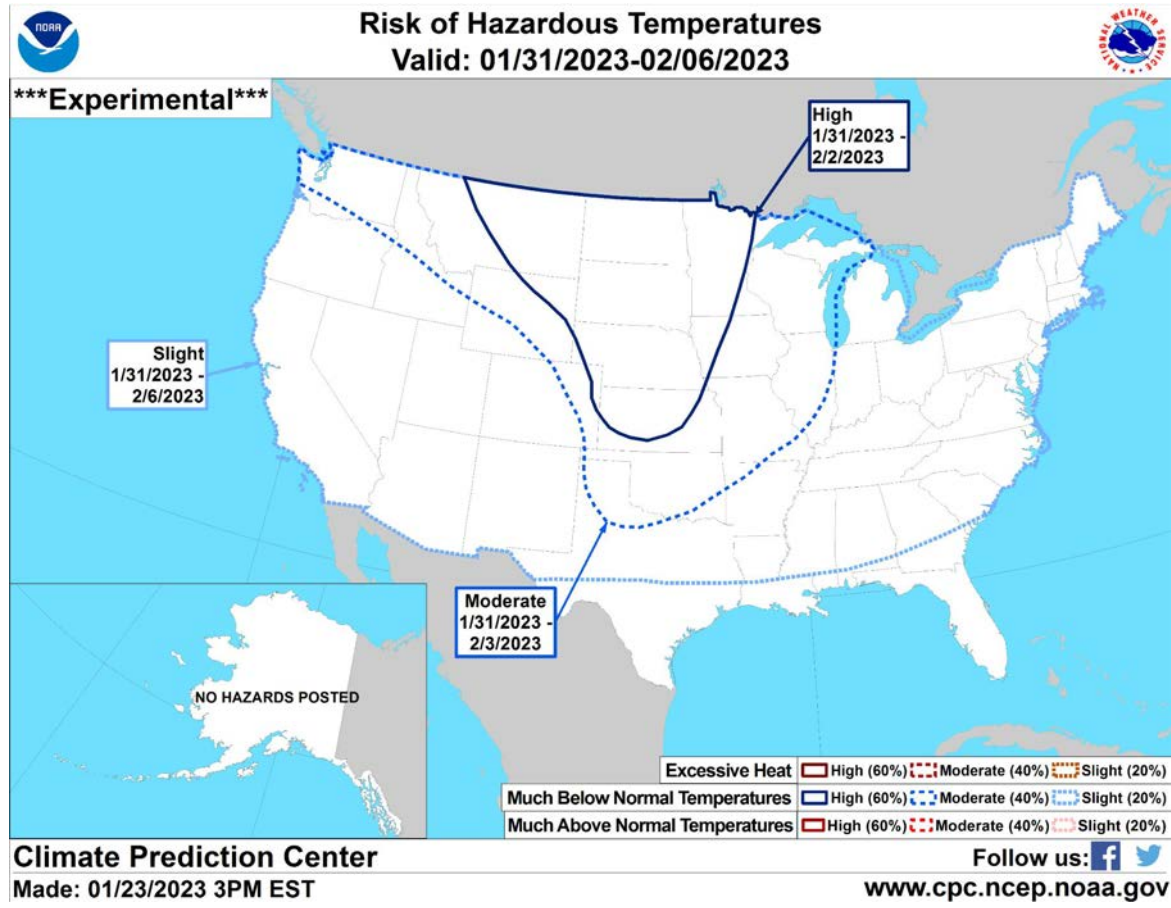 NOAA
Risk of Hazardous Temperatures
Valid: 01/31/2023-02/06/2023
NATIONAL WEATHER SERVICE
***Experimental***
High
1/31/2023 -
2/2/2023
Slight
1/31/2023 -
2/6/2023
Moderate
1/31/2023 -
2/3/2023
NO HAZARDS POSTED
Excessive Heat High (60%) Moderate (40%) Slight (20%)
Much Below Normal Temperatures High (60%) Moderate (40%) Slight (20%)
Much Above Normal Temperatures High (60%) Moderate (40%) Slight (20%)
Climate Prediction Center
Follow us:
Made: 01/23/2023 3PM EST
www.cpc.ncep.noaa.gov